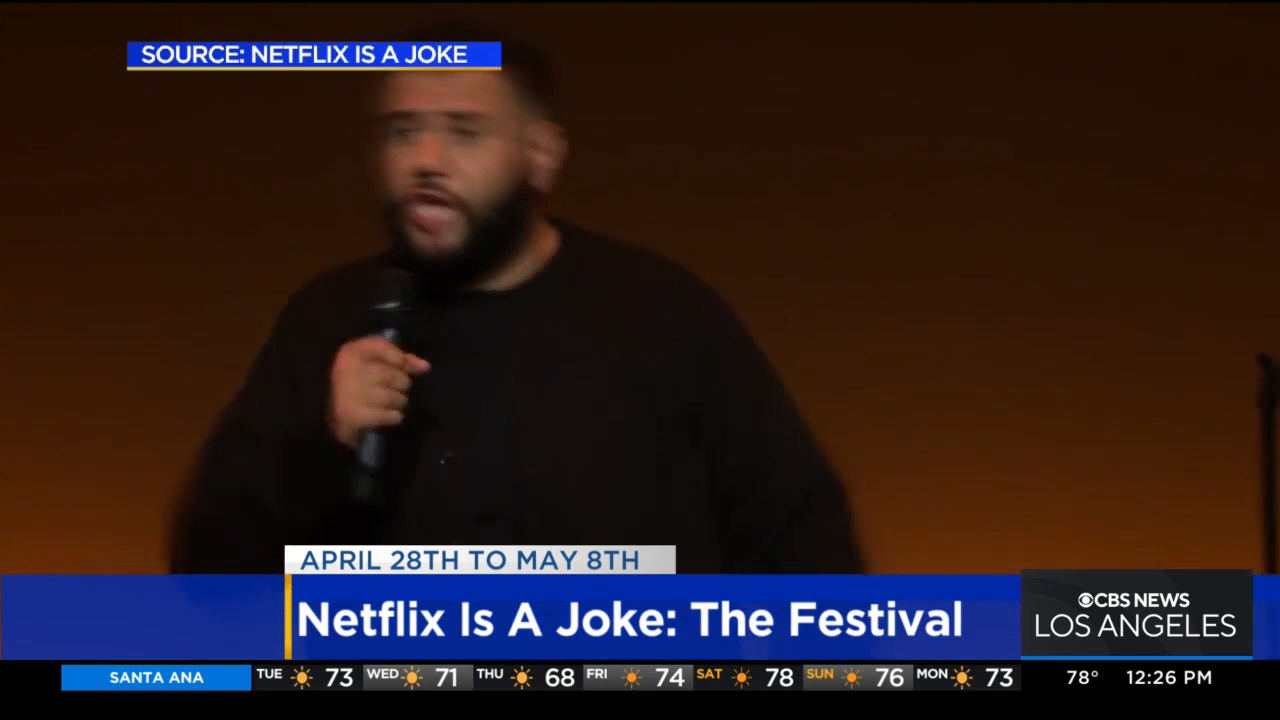 SOURCE: NETFLIX IS A JOKE
APRIL 28TH TO MAY 8TH
Netflix Is A Joke: The Festival
CBS NEWS
LOS ANGELES
SANTA ANA TUE 73 WED 71 THU 68 FRI 74 SAT 78 SUN 76 MON 73 78° 12:26 PM